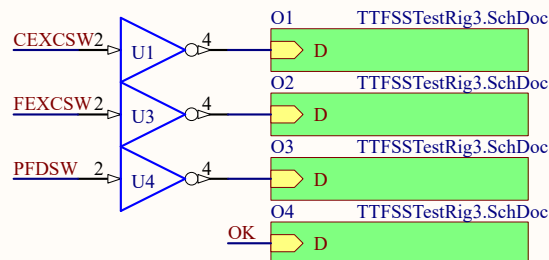 O1 TTFSSTestRig3.SchDoc
CEXCSW 2 U1 4 D
O2 TTFSSTestRig3.SchDoc
FEXCSW 2 U3 4 D
O3 TTFSSTestRig3.SchDoc
PFDSW 2 U4 4 D
O4 TTFSSTestRig3.SchDoc
OK D